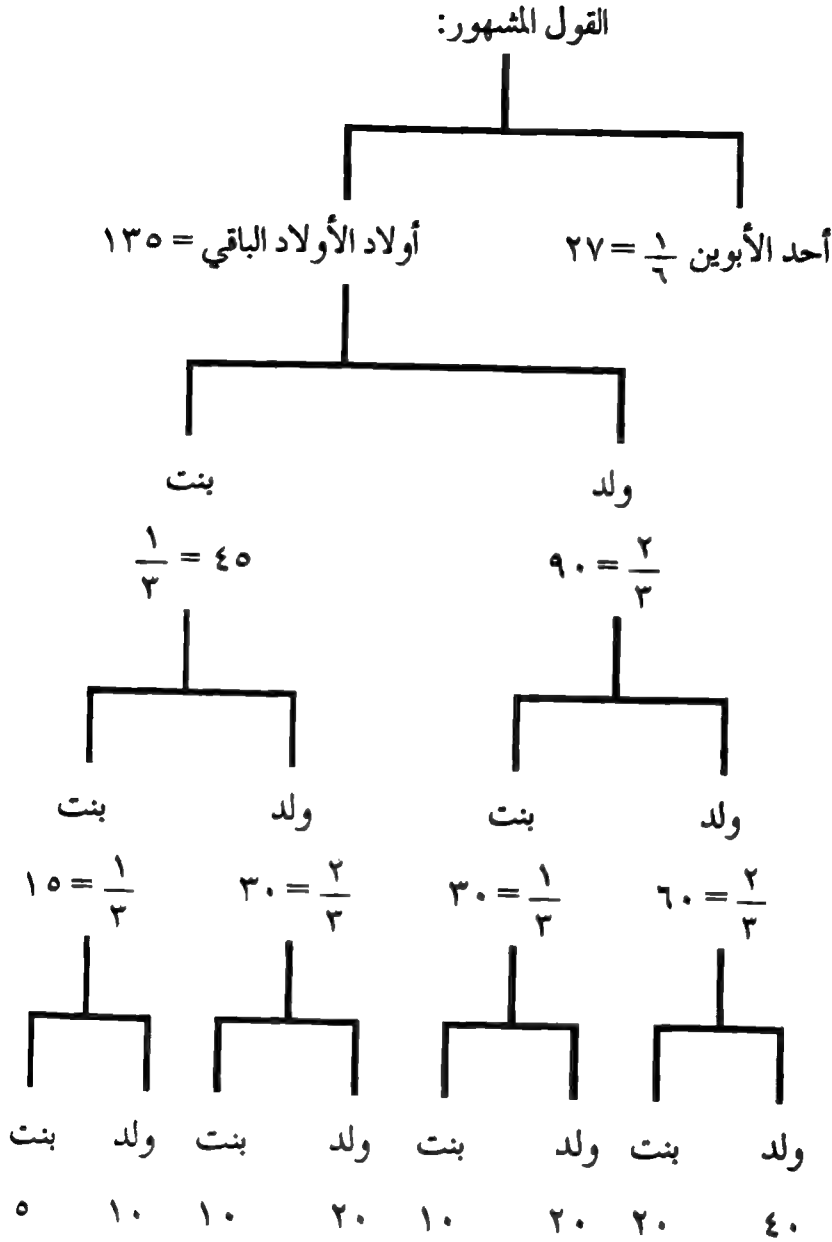 القول المشهور:
أحد الأبوين ١/٦ = ٢٧ أولاد الأولاد الباقي = ١٣٥
ولد بنت
٢/٣ = ٩٠ ٤٥ = ١/٣
ولد بنت ولد بنت
٢/٣ = ٦٠ ١/٣ = ٣٠ ٢/٣ = ٣٠ ١/٣ = ١٥
ولد بنت ولد بنت ولد بنت ولد بنت
٤٠ ٢٠ ٢٠ ١٠ ٢٠ ١٠ ١٠ ٥